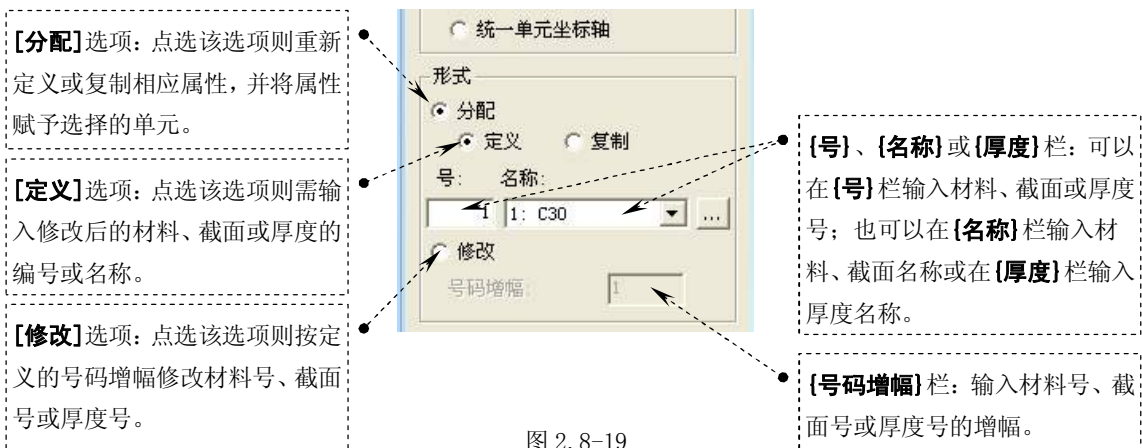 [分配]选项：点选该选项则重新
定义或复制相应属性，并将属性
赋予选择的单元。
[定义]选项：点选该选项则需输
入修改后的材料、截面或厚度的
编号或名称。
[修改]选项：点选该选项则按定
义的号码增幅修改材料号、截面
号或厚度号。
统一单元坐标轴
形式
分配
定义 复制
号: 名称:
1 1: C30 ...
修改
号码增幅: 1
图 2.8-19
{号}、{名称}或{厚度}栏：可以
在{号}栏输入材料、截面或厚度
号；也可以在{名称}栏输入材
料、截面名称或在{厚度}栏输入
厚度名称。
{号码增幅}栏：输入材料号、截
面号或厚度号的增幅。